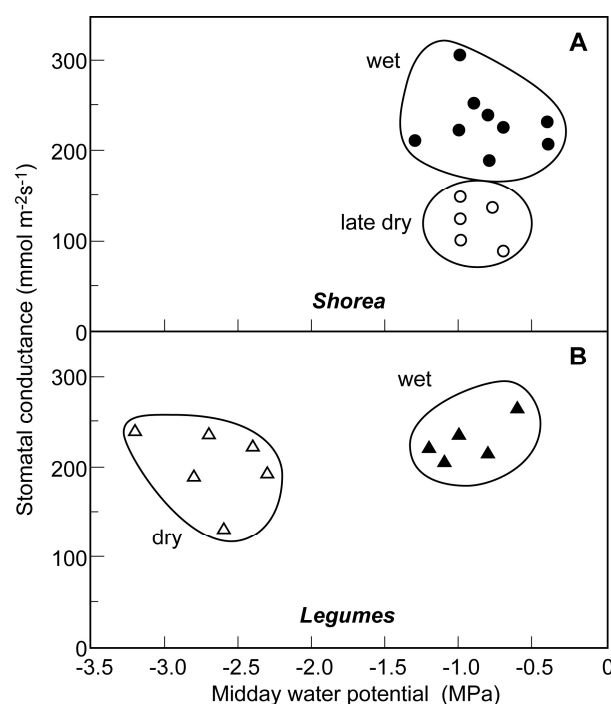 A
300
wet
200
late dry
100
Shorea
0
B
300
wet
200
dry
100
Legumes
0
-3.5 -3.0 -2.5 -2.0 -1.5 -1.0 -0.5 0
Midday water potential (MPa)
Stomatal conductance (mmol m-2s-1)